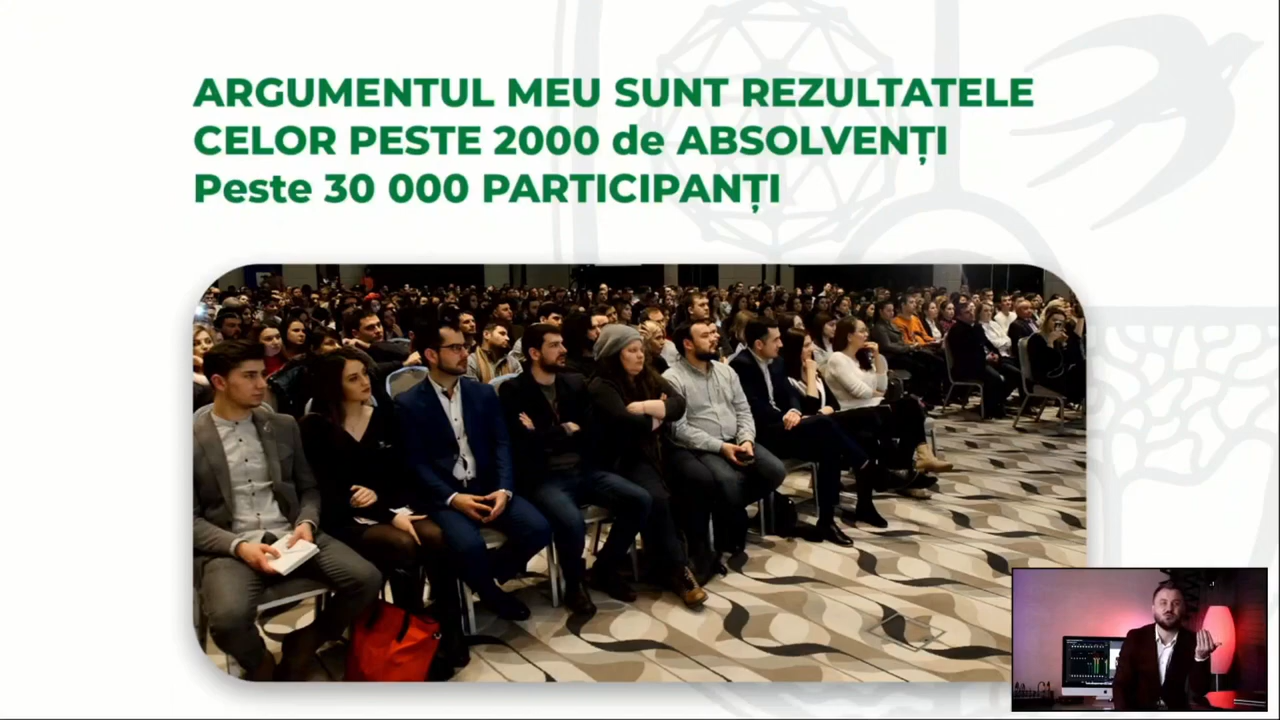 ARGUMENTUL MEU SUNT REZULTATELE
CELOR PESTE 2000 de ABSOLVENȚI
Peste 30 000 PARTICIPANȚI